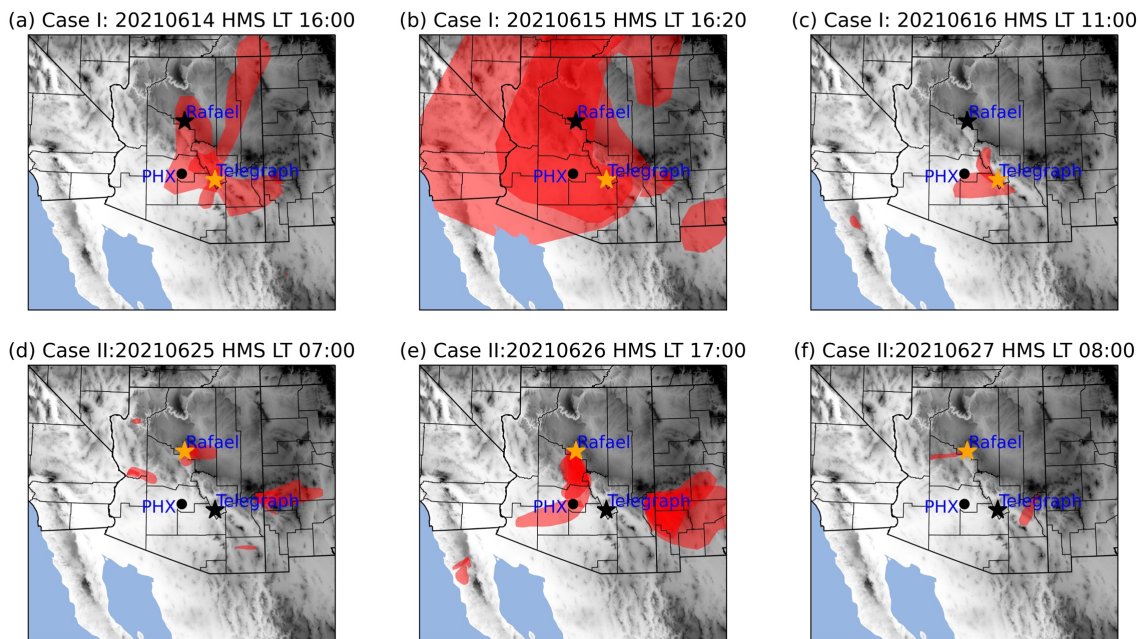 (a) Case I: 20210614 HMS LT 16:00
(b) Case I: 20210615 HMS LT 16:20
(c) Case I: 20210616 HMS LT 11:00
Rafael
PHX
Telegraph
Rafael
PHX
Telegraph
Rafael
PHX
Telegraph
(d) Case II:20210625 HMS LT 07:00
(e) Case II:20210626 HMS LT 17:00
(f) Case II:20210627 HMS LT 08:00
Rafael
PHX
Telegraph
Rafael
PHX
Telegraph
Rafael
PHX
Telegraph